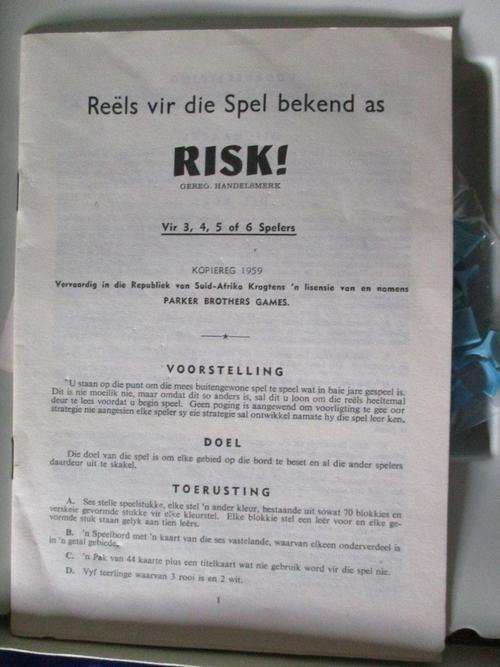 Reëls vir die Spel bekend as
RISK!
GEREG. HANDELSMERK
Vir 3, 4, 5 of 6 Spelers
KOPIEREG 1959
Vervaardig in die Republiek van Suid-Afrika Kragtens 'n lisensie van en namens
PARKER BROTHERS GAMES.
VOORSTELLING
"U staan op die punt om die mees buitengewone spel te speel wat in baie jare gespeel is.
Dit is nie moeilik nie, maar omdat dit so anders is, sal dit u loon om die reëls heeltemal
deur te lees voordat u begin speel. Geen poging is aangewend om voorligting te gee oor
strategie nie aangesien elke speler sy eie strategie sal ontwikkel namate hy die spel leer ken.
DOEL
Die doel van die spel is om elke gebied op die bord te beset en al die ander spelers
daardeur uit te skakel.
TOERUSTING
A. Ses stelle speelstukke, elke stel 'n ander kleur, bestaande uit sowat 70 blokkies en
verskeie gevormde stukke vir elke kleurstel. Elke blokkie stel een leër voor en elke ge-
vormde stuk staan gelyk aan tien leërs.
B. 'n Speelbord met 'n kaart van die ses vastelande, waarvan elkeen onderverdeel is
in 'n getal gebiede.
C. 'n Pak van 44 kaarte plus een titelkaart wat nie gebruik word vir die spel nie.
D. Vyf teerlinge waarvan 3 rooi is en 2 wit.
1